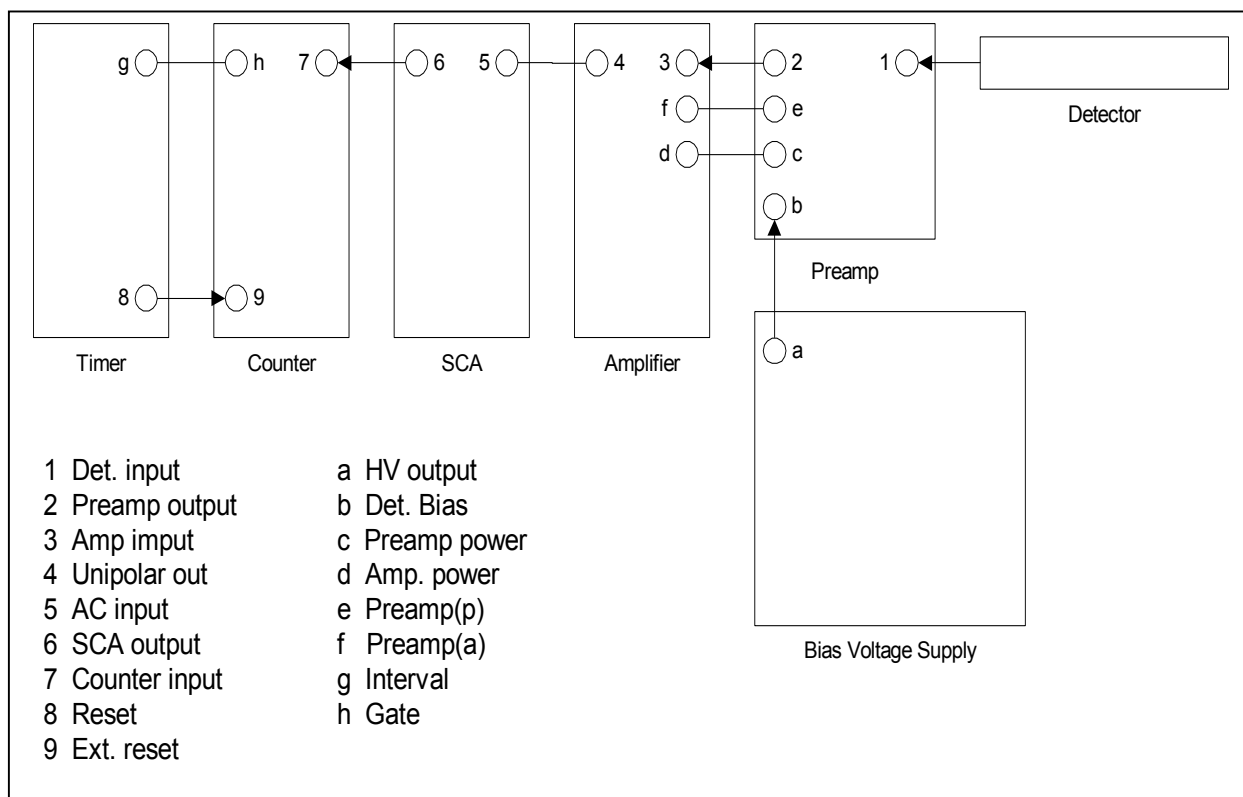 g h 7 6 5 4 3 2 1
f e
d c
b
Detector
Preamp
8 9
a
Timer Counter SCA Amplifier
Bias Voltage Supply
1 Det. input
2 Preamp output
3 Amp imput
4 Unipolar out
5 AC input
6 SCA output
7 Counter input
8 Reset
9 Ext. reset
a HV output
b Det. Bias
c Preamp power
d Amp. power
e Preamp(p)
f Preamp(a)
g Interval
h Gate